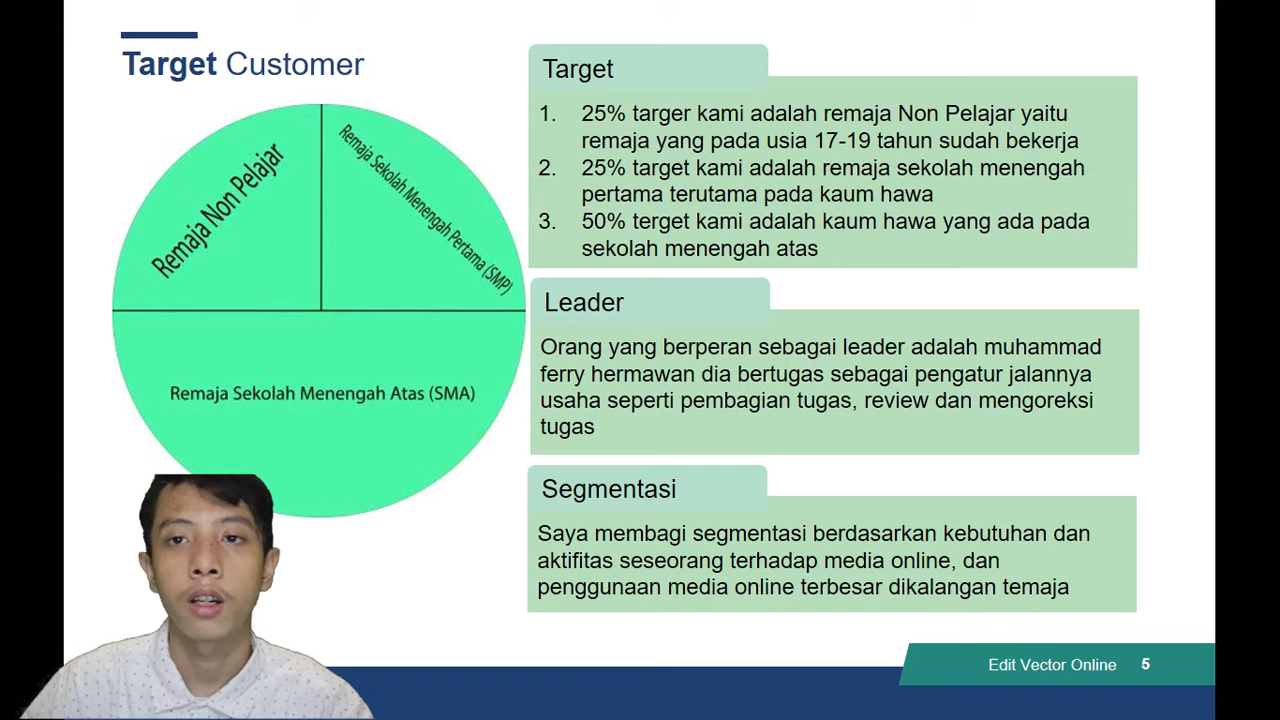 Target Customer
Remaja Non Pelajar
Remaja Sekolah Menengah Pertama (SMP)
Remaja Sekolah Menengah Atas (SMA)
Target
1. 25% targer kami adalah remaja Non Pelajar yaitu
remaja yang pada usia 17-19 tahun sudah bekerja
2. 25% target kami adalah remaja sekolah menengah
pertama terutama pada kaum hawa
3. 50% terget kami adalah kaum hawa yang ada pada
sekolah menengah atas
Leader
Orang yang berperan sebagai leader adalah muhammad
ferry hermawan dia bertugas sebagai pengatur jalannya
usaha seperti pembagian tugas, review dan mengoreksi
tugas
Segmentasi
Saya membagi segmentasi berdasarkan kebutuhan dan
aktifitas seseorang terhadap media online, dan
penggunaan media online terbesar dikalangan temaja
Edit Vector Online 5